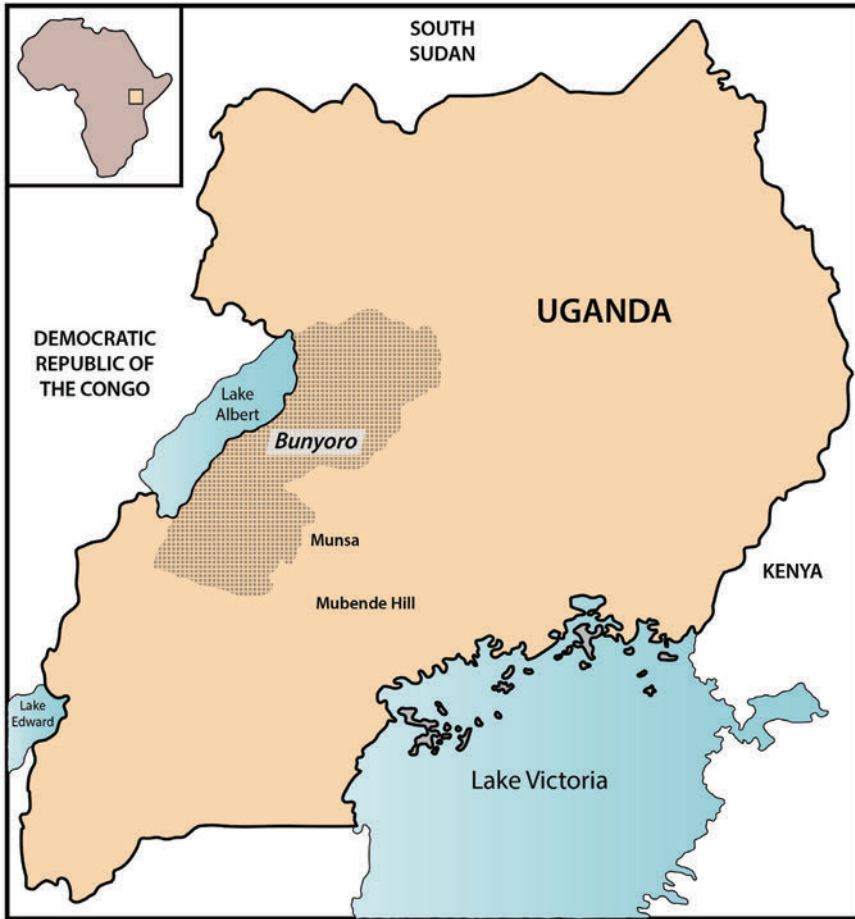 SOUTH
SUDAN
UGANDA
DEMOCRATIC
REPUBLIC OF
THE CONGO
Lake
Albert
Bunyoro
Munsa
KENYA
Mubende Hill
Lake
Edward
Lake Victoria